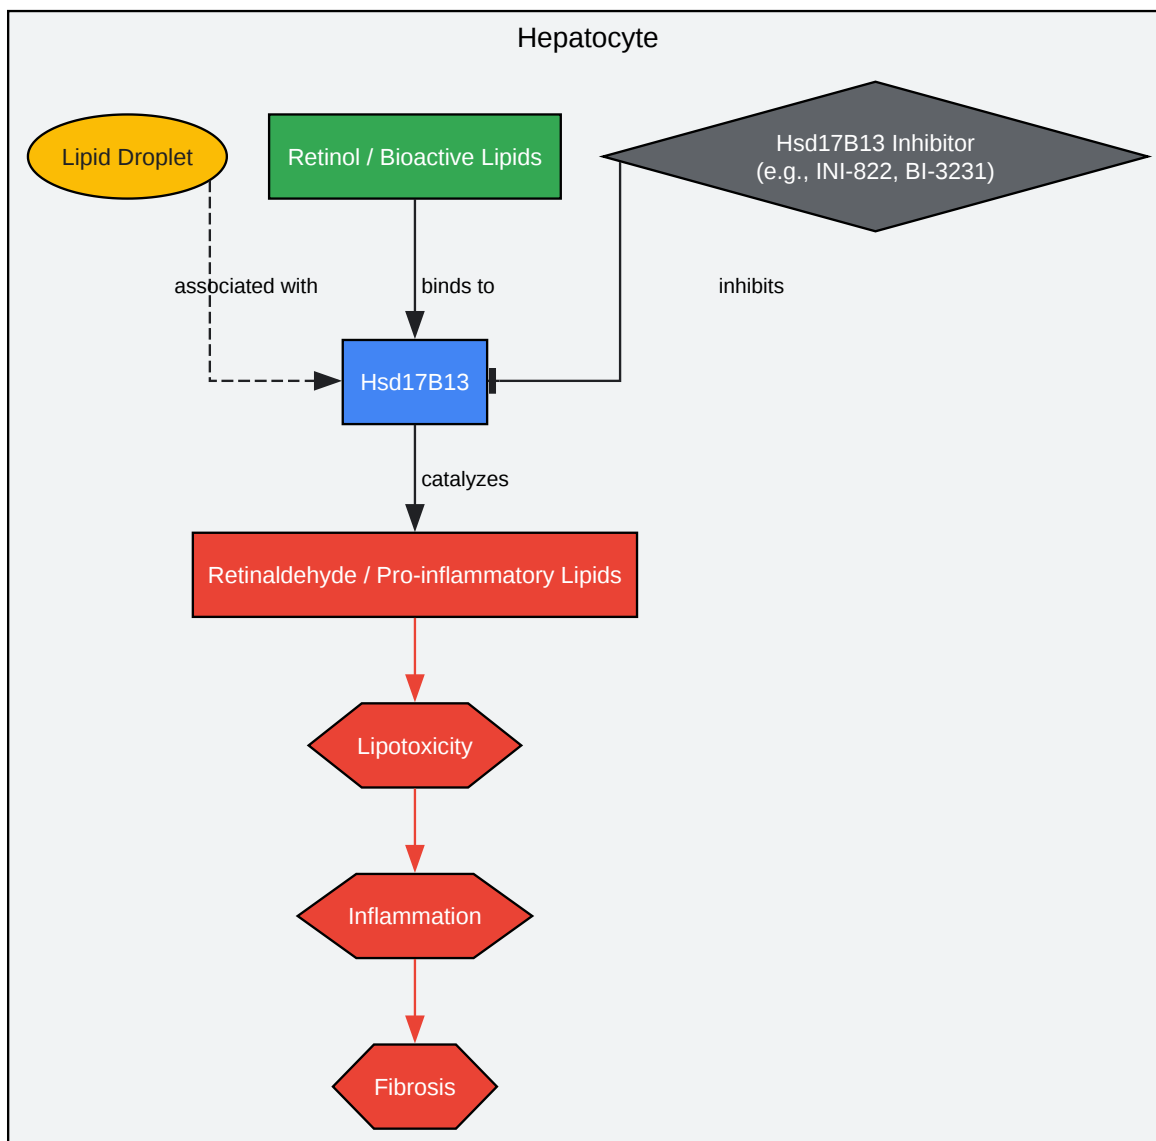 Hepatocyte
Lipid Droplet
Retinol / Bioactive Lipids
Hsd17B13 Inhibitor
(e.g., INI-822, BI-3231)
associated with
binds to
inhibits
Hsd17B13
catalyzes
Retinaldehyde / Pro-inflammatory Lipids
Lipotoxicity
Inflammation
Fibrosis